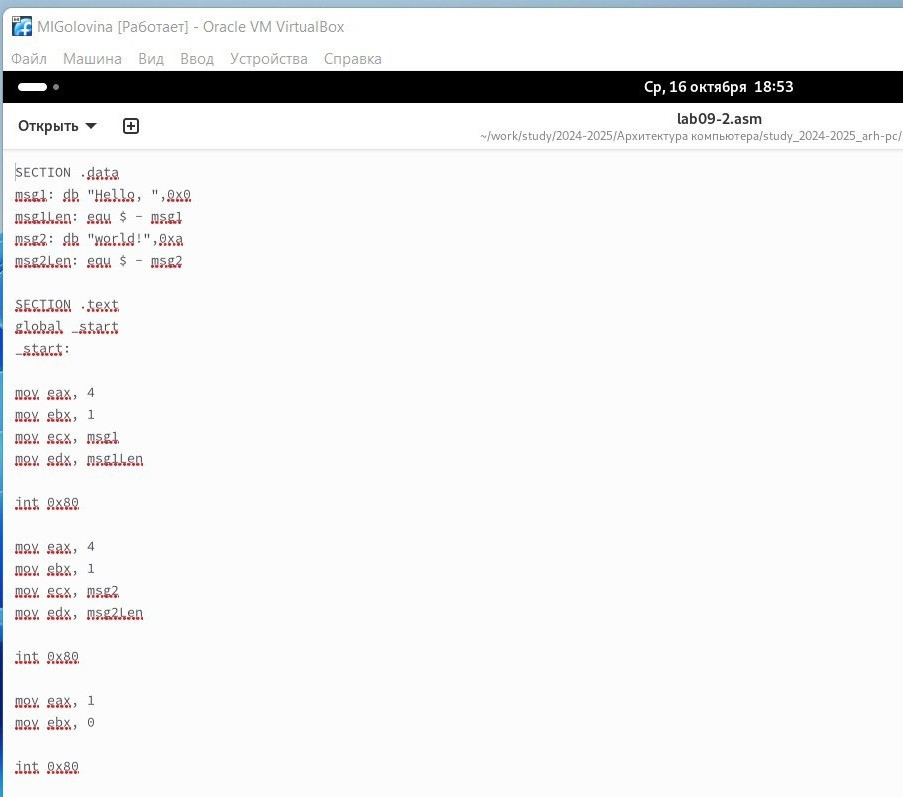 MIGolovina [Работает] - Oracle VM VirtualBox
Файл Машина Вид Ввод Устройства Справка
Ср, 16 октября 18:53
Открыть
lab09-2.asm
~/work/study/2024-2025/Архитектура компьютера/study_2024-2025_arh-pc/
SECTION .data
msg1: db "Hello, ",0x0
msg1Len: equ $ - msg1
msg2: db "world!",0xa
msg2Len: equ $ - msg2
SECTION .text
global _start
_start:
mov eax, 4
mov ebx, 1
mov ecx, msg1
mov edx, msg1Len
int 0x80
mov eax, 4
mov ebx, 1
mov ecx, msg2
mov edx, msg2Len
int 0x80
mov eax, 1
mov ebx, 0
int 0x80